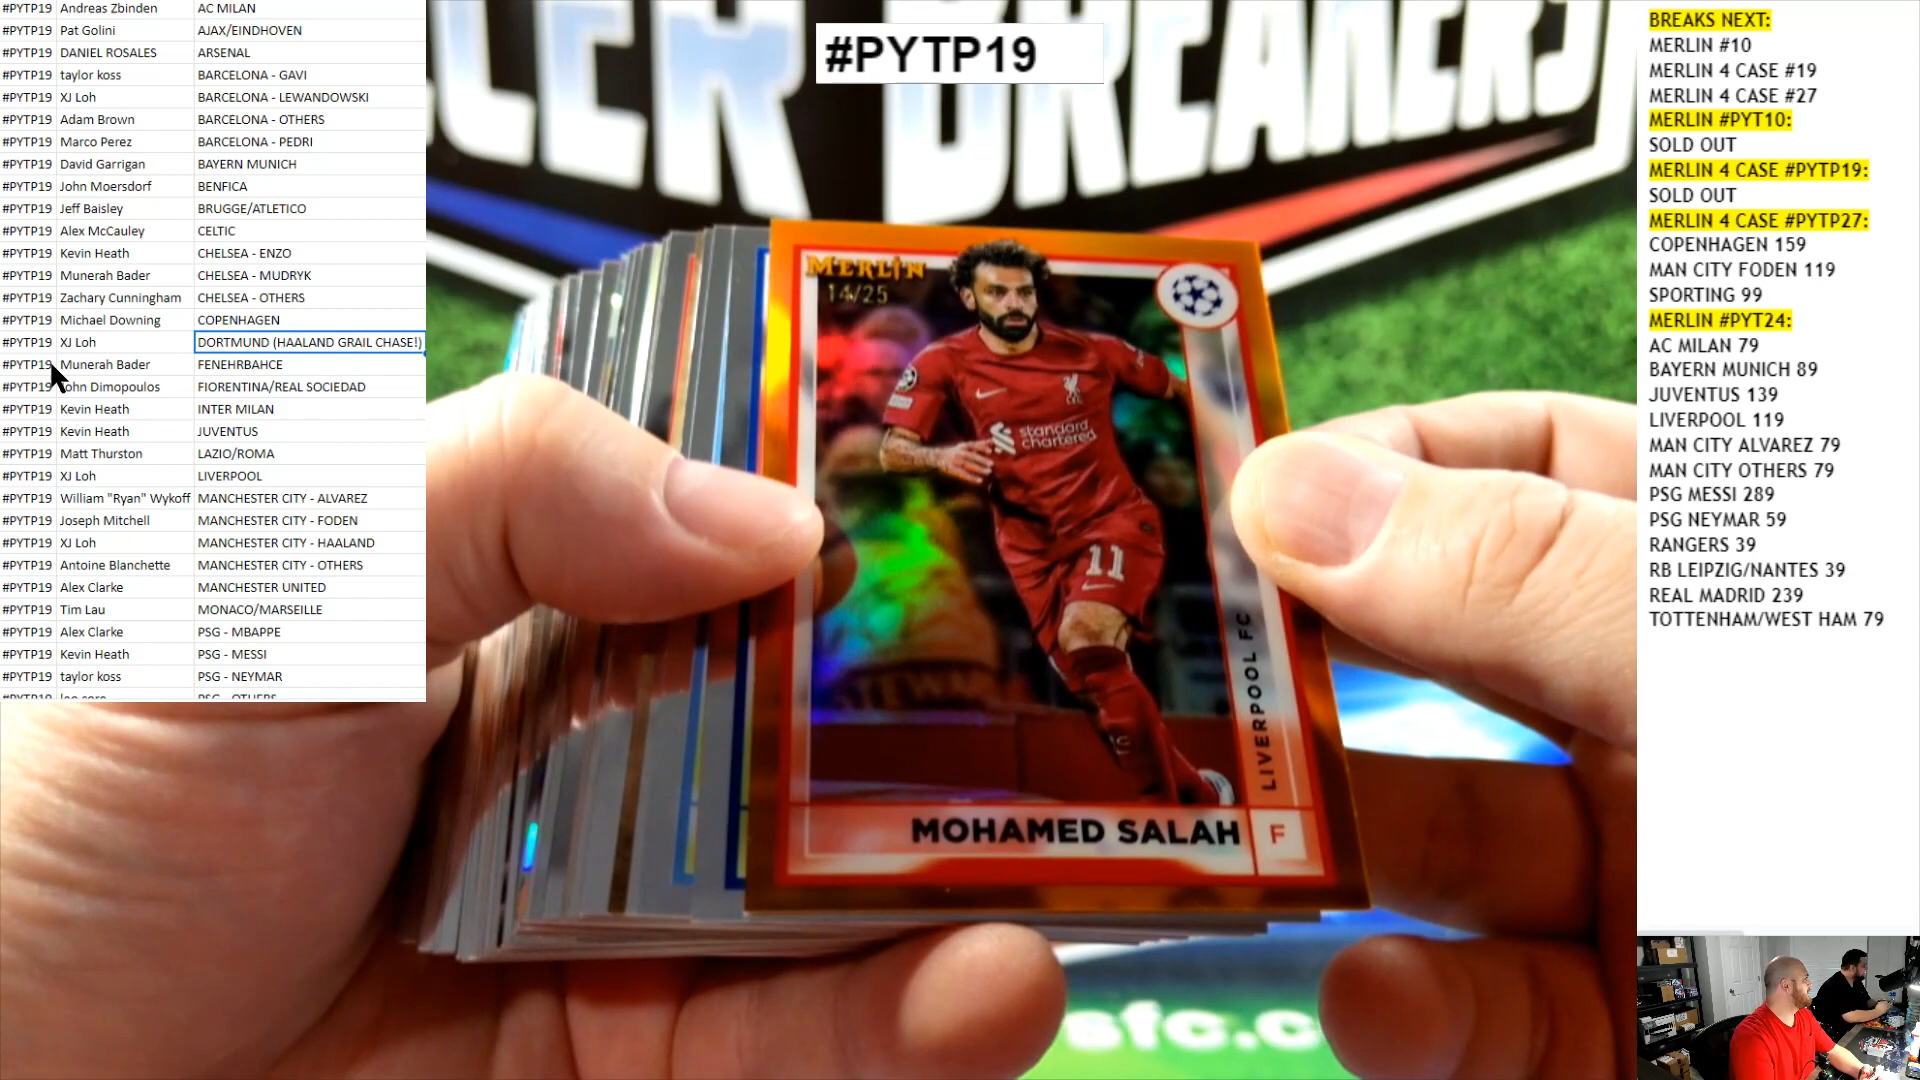 #PYTP19 Andreas Zbinden AC MILAN
#PYTP19 Pat Golini AJAX/EINDHOVEN
#PYTP19 DANIEL ROSALES ARSENAL
#PYTP19 taylor koss BARCELONA - GAVI
#PYTP19 XJ Loh BARCELONA - LEWANDOWSKI
#PYTP19 Adam Brown BARCELONA - OTHERS
#PYTP19 Marco Perez BARCELONA - PEDRI
#PYTP19 David Garrigan BAYERN MUNICH
#PYTP19 John Moersdorf BENFICA
#PYTP19 Jeff Baisley BRUGGE/ATLETICO
#PYTP19 Alex McCauley CELTIC
#PYTP19 Kevin Heath CHELSEA - ENZO
#PYTP19 Munerah Bader CHELSEA - MUDRYK
#PYTP19 Zachary Cunningham CHELSEA - OTHERS
#PYTP19 Michael Downing COPENHAGEN
#PYTP19 XJ Loh DORTMUND (HAALAND GRAIL CHASE!)
#PYTP19 Munerah Bader FENEHRBAHCE
#PYTP19 John Dimopoulos FIORENTINA/REAL SOCIEDAD
#PYTP19 Kevin Heath INTER MILAN
#PYTP19 Kevin Heath JUVENTUS
#PYTP19 Matt Thurston LAZIO/ROMA
#PYTP19 XJ Loh LIVERPOOL
#PYTP19 William "Ryan" Wykoff MANCHESTER CITY - ALVAREZ
#PYTP19 Joseph Mitchell MANCHESTER CITY - FODEN
#PYTP19 XJ Loh MANCHESTER CITY - HAALAND
#PYTP19 Antoine Blanchette MANCHESTER CITY - OTHERS
#PYTP19 Alex Clarke MANCHESTER UNITED
#PYTP19 Tim Lau MONACO/MARSEILLE
#PYTP19 Alex Clarke PSG - MBAPPE
#PYTP19 Kevin Heath PSG - MESSI
#PYTP19 taylor koss PSG - NEYMAR
#PYTP19
PSG - OTHERS
#PYTP19
BREAKERS
MERLIN
14/25
standard
chartered
11
LIVERPOOL FC
MOHAMED SALAH F
sfc.c
BREAKS NEXT:
MERLIN #10
MERLIN 4 CASE #19
MERLIN 4 CASE #27
MERLIN #PYT10:
SOLD OUT
MERLIN 4 CASE #PYTP19:
SOLD OUT
MERLIN 4 CASE #PYTP27:
COPENHAGEN 159
MAN CITY FODEN 119
SPORTING 99
MERLIN #PYT24:
AC MILAN 79
BAYERN MUNICH 89
JUVENTUS 139
LIVERPOOL 119
MAN CITY ALVAREZ 79
MAN CITY OTHERS 79
PSG MESSI 289
PSG NEYMAR 59
RANGERS 39
RB LEIPZIG/NANTES 39
REAL MADRID 239
TOTTENHAM/WEST HAM 79